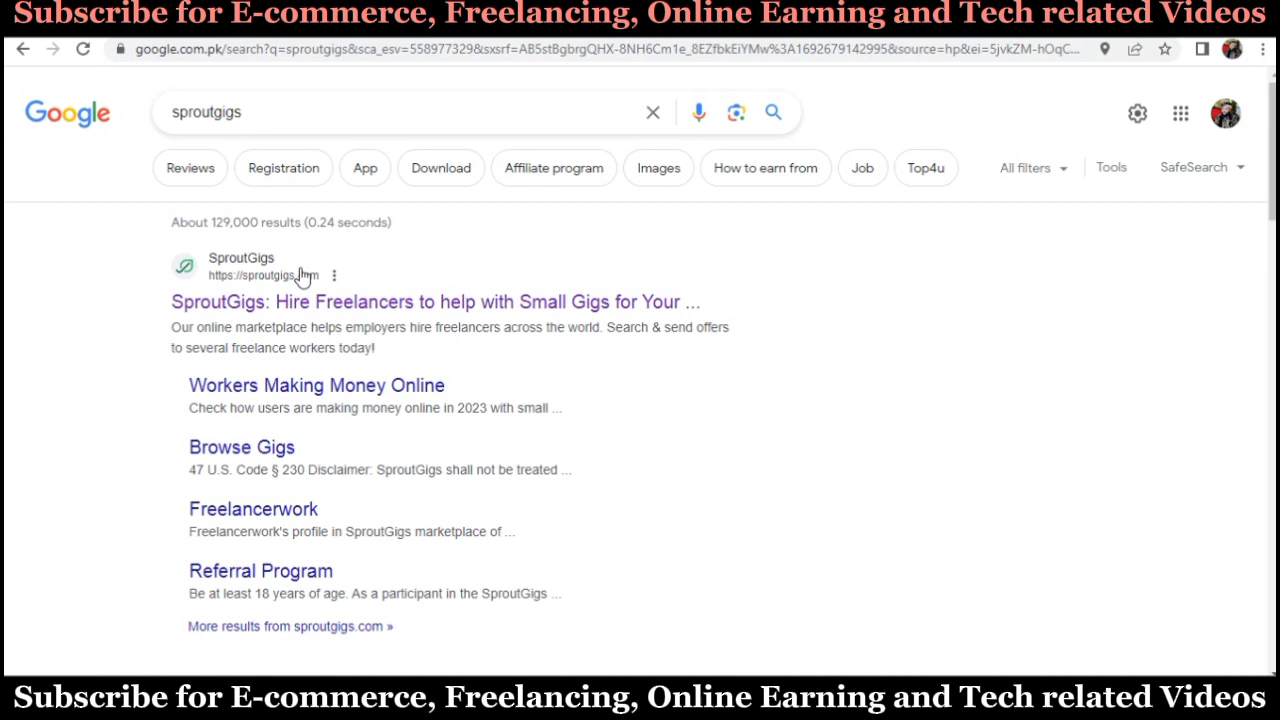 Subscribe for E-commerce, Freelancing, Online Earning and Tech related Videos
google.com.pk/search?q=sproutgigs&sca_esv=558977329&sxsrf=AB5stBgbrgQHX-8NH6Cm1e_8EZfbkEiYMw%3A1692679142995&source=hp&ei=5jvkZM-hOqC...
Google
sproutgigs
Reviews
Registration
App
Download
Affiliate program
Images
How to earn from
Job
Top4u
All filters
Tools
SafeSearch
About 129,000 results (0.24 seconds)
SproutGigs
https://sproutgigs
SproutGigs: Hire Freelancers to help with Small Gigs for Your ...
Our online marketplace helps employers hire freelancers across the world. Search & send offers
to several freelance workers today!
Workers Making Money Online
Check how users are making money online in 2023 with small ...
Browse Gigs
47 U.S. Code § 230 Disclaimer: SproutGigs shall not be treated ...
Freelancerwork
Freelancerwork's profile in SproutGigs marketplace of ...
Referral Program
Be at least 18 years of age. As a participant in the SproutGigs ...
More results from sproutgigs.com »
Subscribe for E-commerce, Freelancing, Online Earning and Tech related Videos